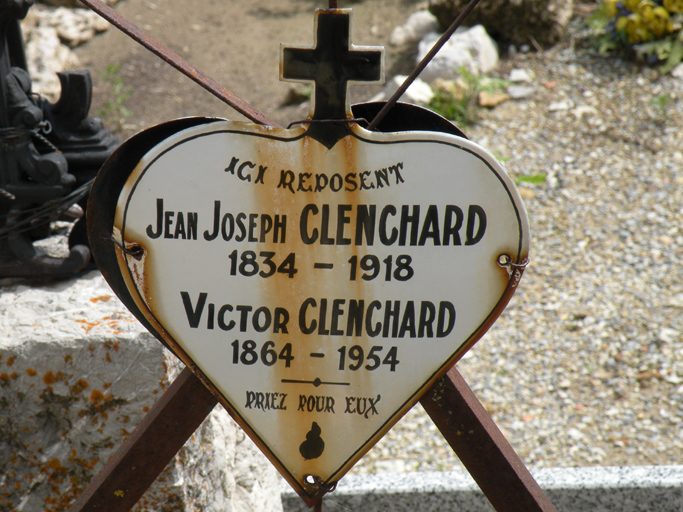 ICI REPOSENT
JEAN JOSEPH CLENCHARD
1834 – 1918
VICTOR CLENCHARD
1864 – 1954
PRIEZ POUR EUX